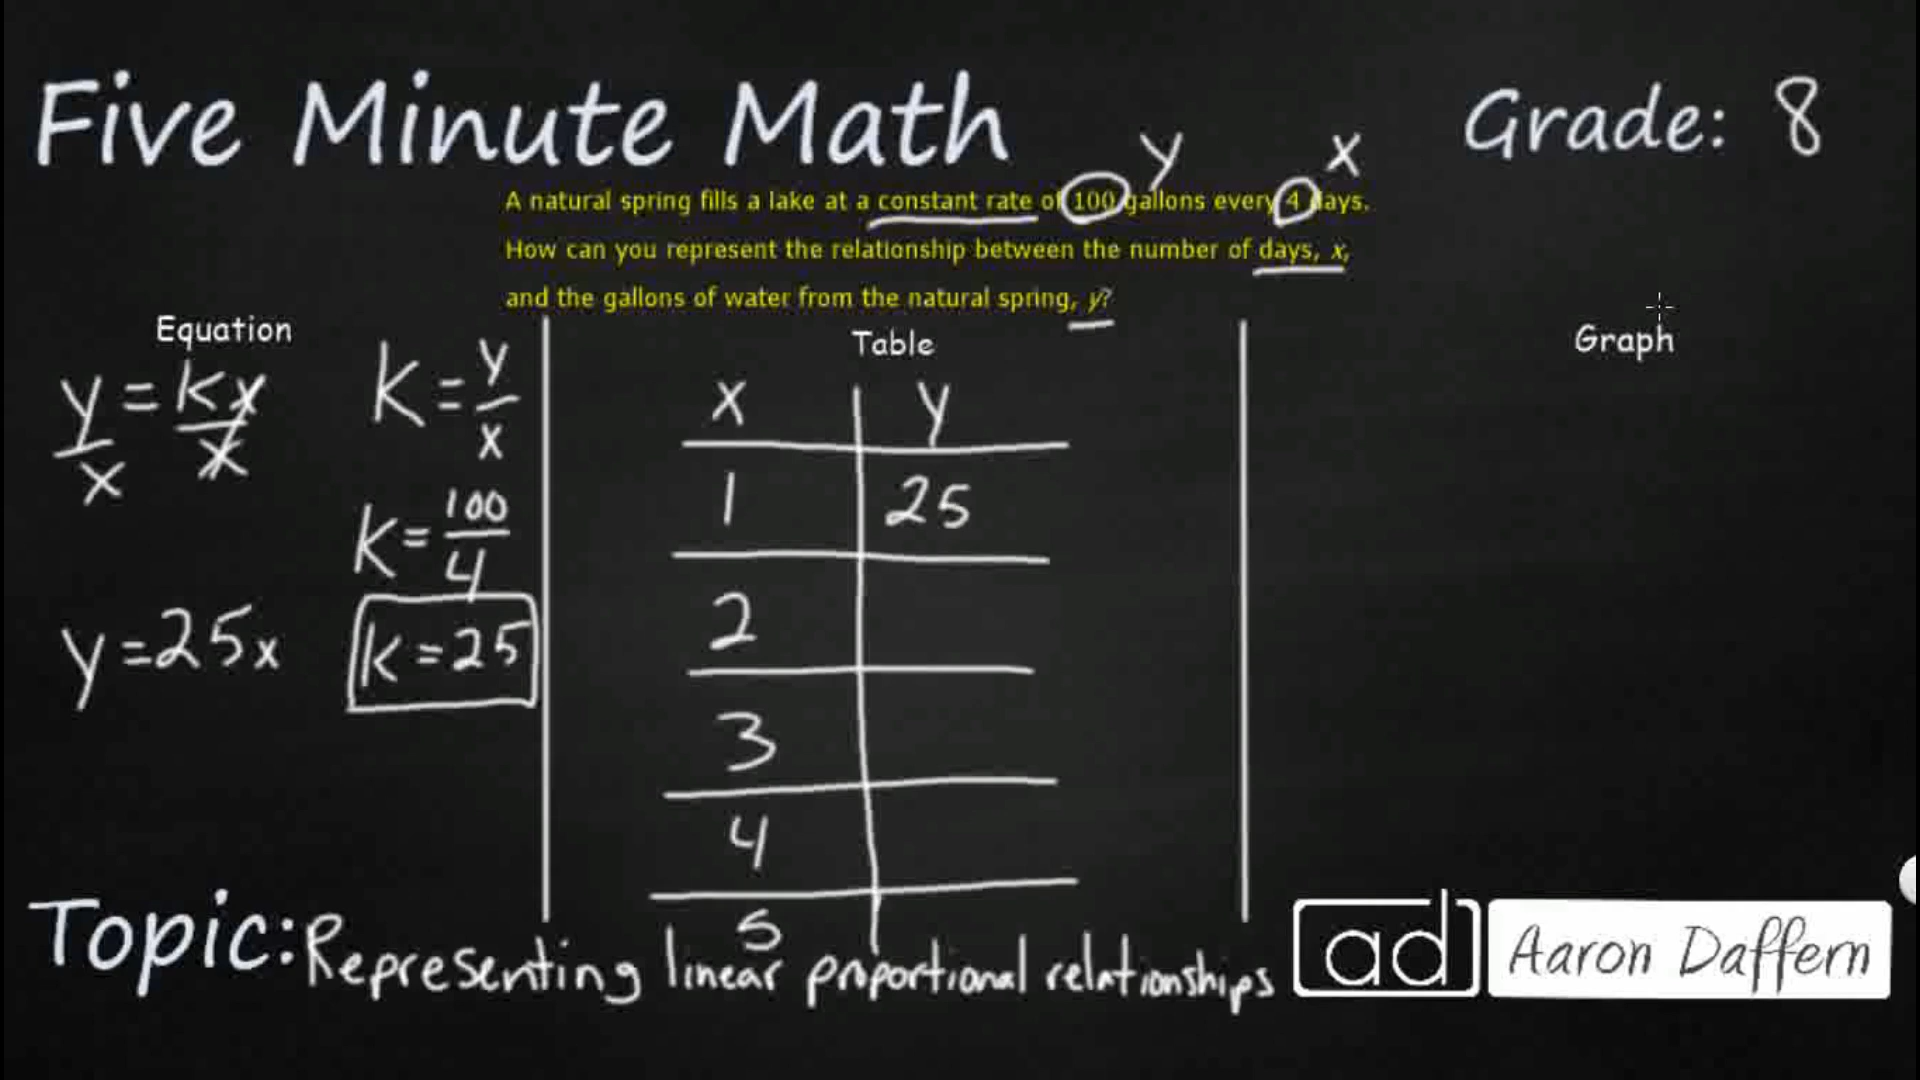 Five Minute Math
Grade: 8
y x
A natural spring fills a lake at a constant rate of 100 gallons every 4 days.
How can you represent the relationship between the number of days, x,
and the gallons of water from the natural spring, y?
Equation
y = kx
x x
K = y
x
k = 100
4
y = 25x
k = 25
Table
x y
1 25
2
3
4
5
Graph
Topic: Representing linear proportional relationships
ad Aaron Daffern